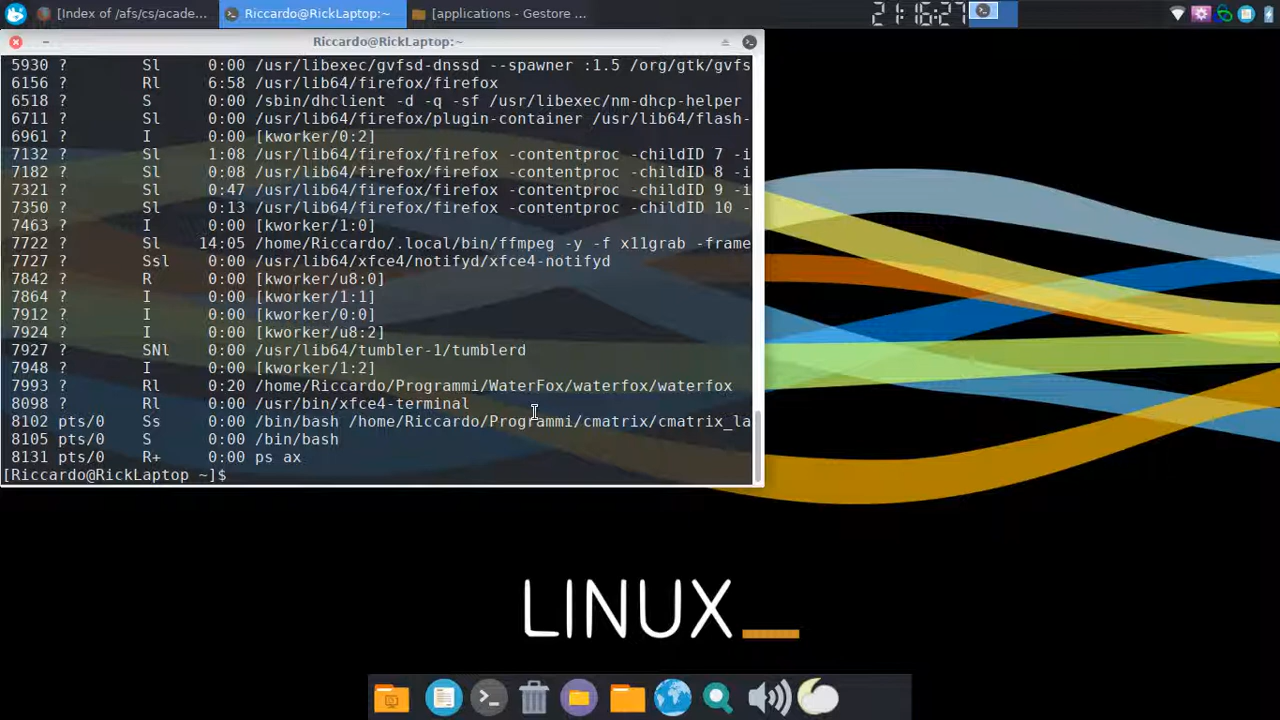 [Index of /afs/cs/acade...
Riccardo@RickLaptop:~
[applications - Gestore ...
21:16:27
Riccardo@RickLaptop:~
5930 ? Sl 0:00 /usr/libexec/gvfsd-dnssd --spawner :1.5 /org/gtk/gvfs
6156 ? Rl 6:58 /usr/lib64/firefox/firefox
6518 ? S 0:00 /sbin/dhclient -d -q -sf /usr/libexec/nm-dhcp-helper
6711 ? Sl 0:00 /usr/lib64/firefox/plugin-container /usr/lib64/flash-
6961 ? I 0:00 [kworker/0:2]
7132 ? Sl 1:08 /usr/lib64/firefox/firefox -contentproc -childID 7 -i
7182 ? Sl 0:08 /usr/lib64/firefox/firefox -contentproc -childID 8 -i
7321 ? Sl 0:47 /usr/lib64/firefox/firefox -contentproc -childID 9 -i
7350 ? Sl 0:13 /usr/lib64/firefox/firefox -contentproc -childID 10 -
7463 ? I 0:00 [kworker/1:0]
7722 ? Sl 14:05 /home/Riccardo/.local/bin/ffmpeg -y -f x11grab -frame
7727 ? Ssl 0:00 /usr/lib64/xfce4/notifyd/xfce4-notifyd
7842 ? R 0:00 [kworker/u8:0]
7864 ? I 0:00 [kworker/1:1]
7912 ? I 0:00 [kworker/0:0]
7924 ? I 0:00 [kworker/u8:2]
7927 ? SNl 0:00 /usr/lib64/tumbler-1/tumblerd
7948 ? I 0:00 [kworker/1:2]
7993 ? Rl 0:20 /home/Riccardo/Programmi/WaterFox/waterfox/waterfox
8098 ? Rl 0:00 /usr/bin/xfce4-terminal
8102 pts/0 Ss 0:00 /bin/bash /home/Riccardo/Programmi/cmatrix/cmatrix_la
8105 pts/0 S 0:00 /bin/bash
8131 pts/0 R+ 0:00 ps ax
[Riccardo@RickLaptop ~]$
LINUX_